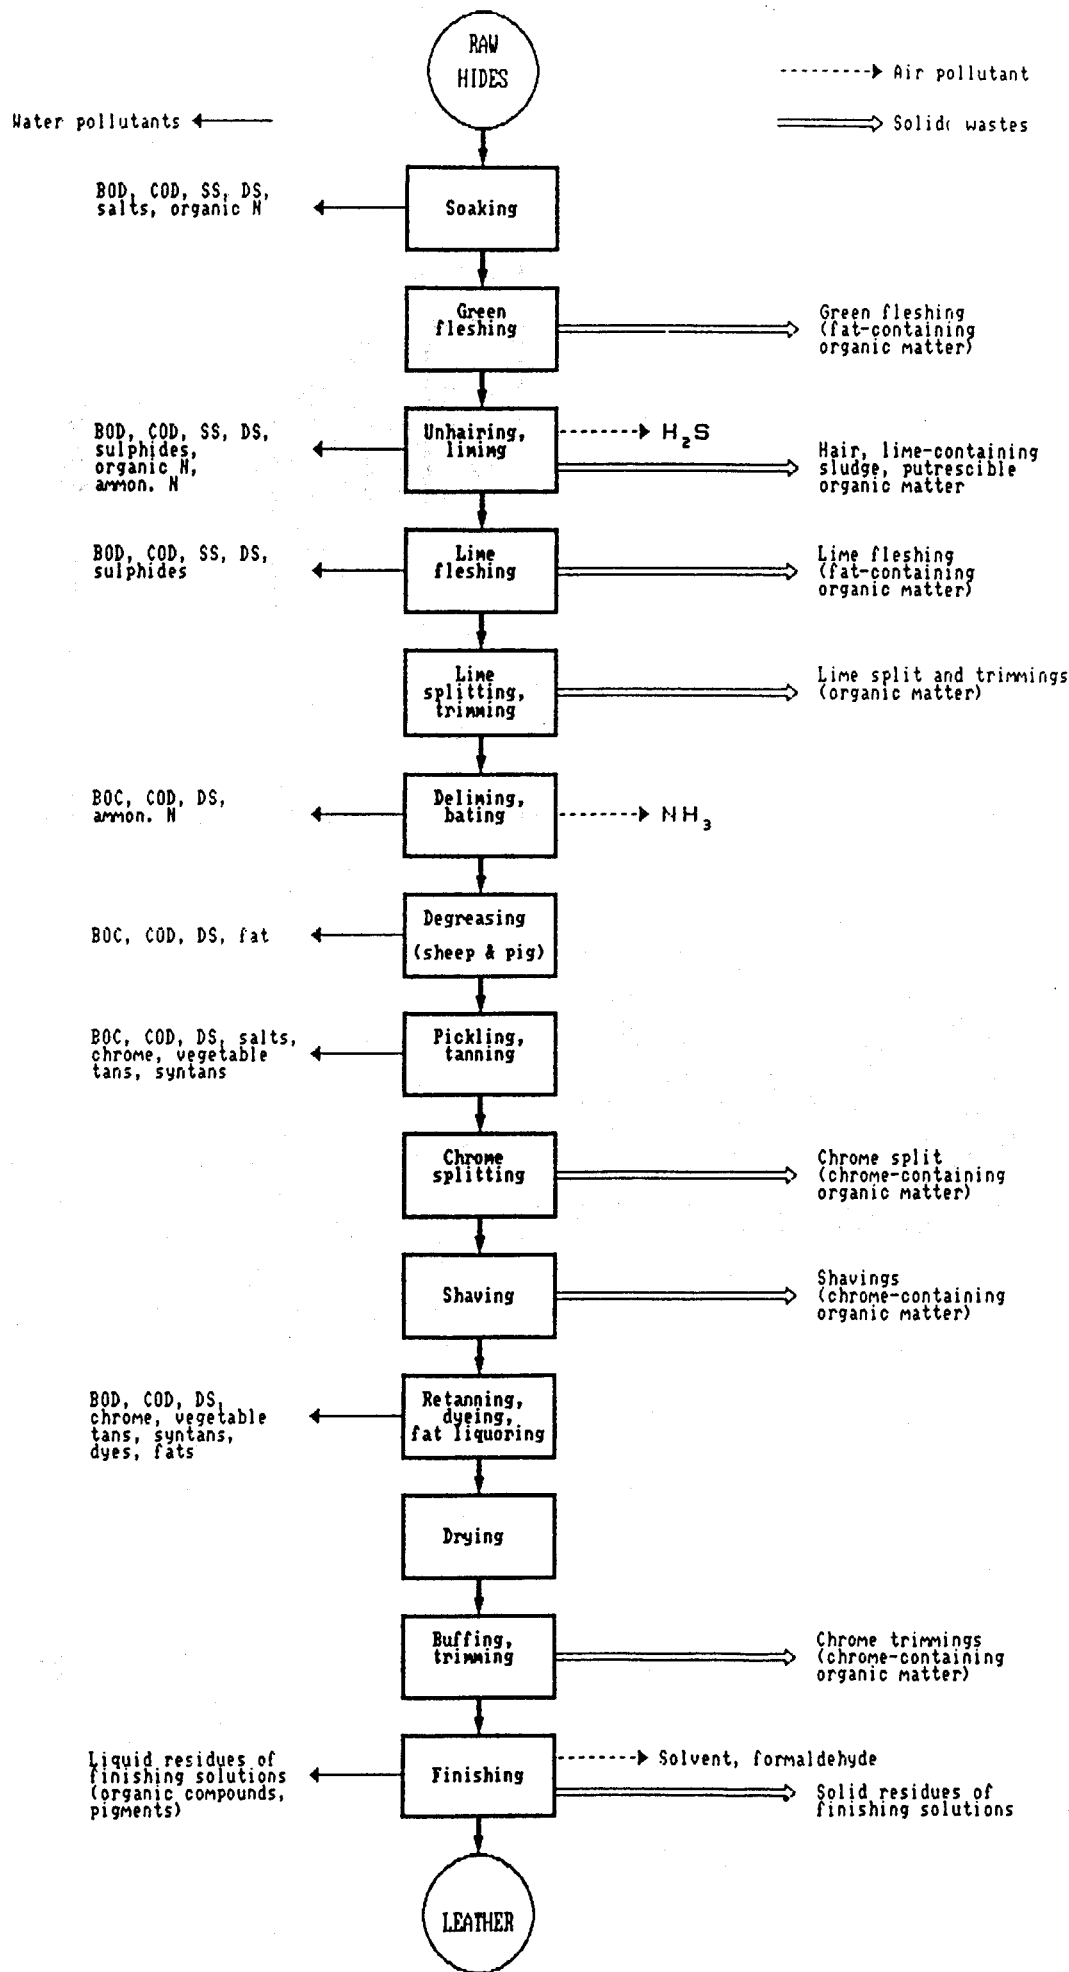 RAW
HIDES
Air pollutant
Water pollutants
Solid( wastes
BOD, COD, SS, DS,
salts, organic N
Soaking
Green
fleshing
Green fleshing
(fat-containing
organic matter)
BOD, COD, SS, DS,
sulphides,
organic N,
ammon. N
Unhairing,
liming
H₂S
Hair, lime-containing
sludge, putrescible
organic matter
BOD, COD, SS, DS,
sulphides
Lime
fleshing
Lime fleshing
(fat-containing
organic matter)
Lime
splitting,
trimming
Lime split and trimmings
(organic matter)
BOC, COD, DS,
ammon. N
Deliming,
bating
NH₃
BOC, COD, DS, fat
Degreasing
(sheep & pig)
BOC, COD, DS, salts,
chrome, vegetable
tans, syntans
Pickling,
tanning
Chrome
splitting
Chrome split
(chrome-containing
organic matter)
Shaving
Shavings
(chrome-containing
organic matter)
BOD, COD, DS,
chrome, vegetable
tans, syntans,
dyes, fats
Retanning,
dyeing,
fat liquoring
Drying
Buffing,
trimming
Chrome trimmings
(chrome-containing
organic matter)
Liquid residues of
finishing solutions
(organic compounds,
pigments)
Finishing
Solvent, formaldehyde
Solid residues of
finishing solutions
LEATHER